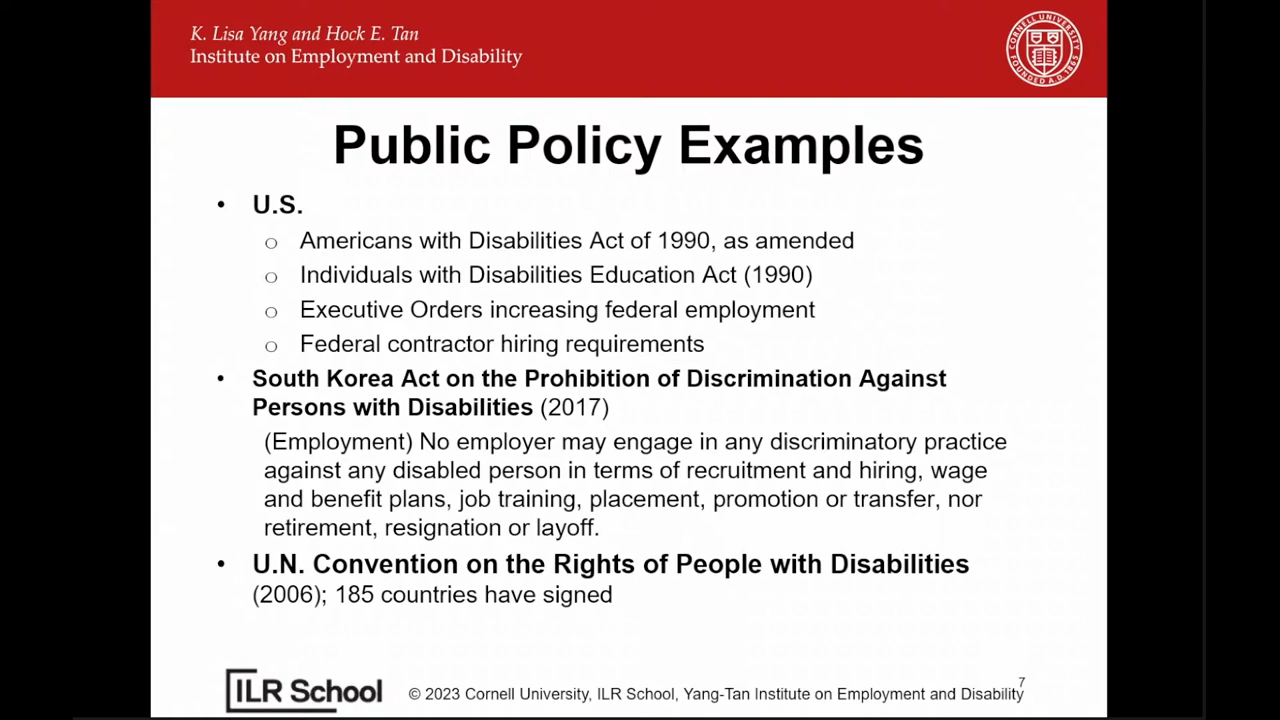 K. Lisa Yang and Hock E. Tan
Institute on Employment and Disability
CORNELL UNIVERSITY FOUNDED A.D. 1865
Public Policy Examples
• U.S.
o Americans with Disabilities Act of 1990, as amended
o Individuals with Disabilities Education Act (1990)
o Executive Orders increasing federal employment
o Federal contractor hiring requirements
• South Korea Act on the Prohibition of Discrimination Against
Persons with Disabilities (2017)
(Employment) No employer may engage in any discriminatory practice
against any disabled person in terms of recruitment and hiring, wage
and benefit plans, job training, placement, promotion or transfer, nor
retirement, resignation or layoff.
• U.N. Convention on the Rights of People with Disabilities
(2006); 185 countries have signed
ILR School
© 2023 Cornell University, ILR School, Yang-Tan Institute on Employment and Disability
7